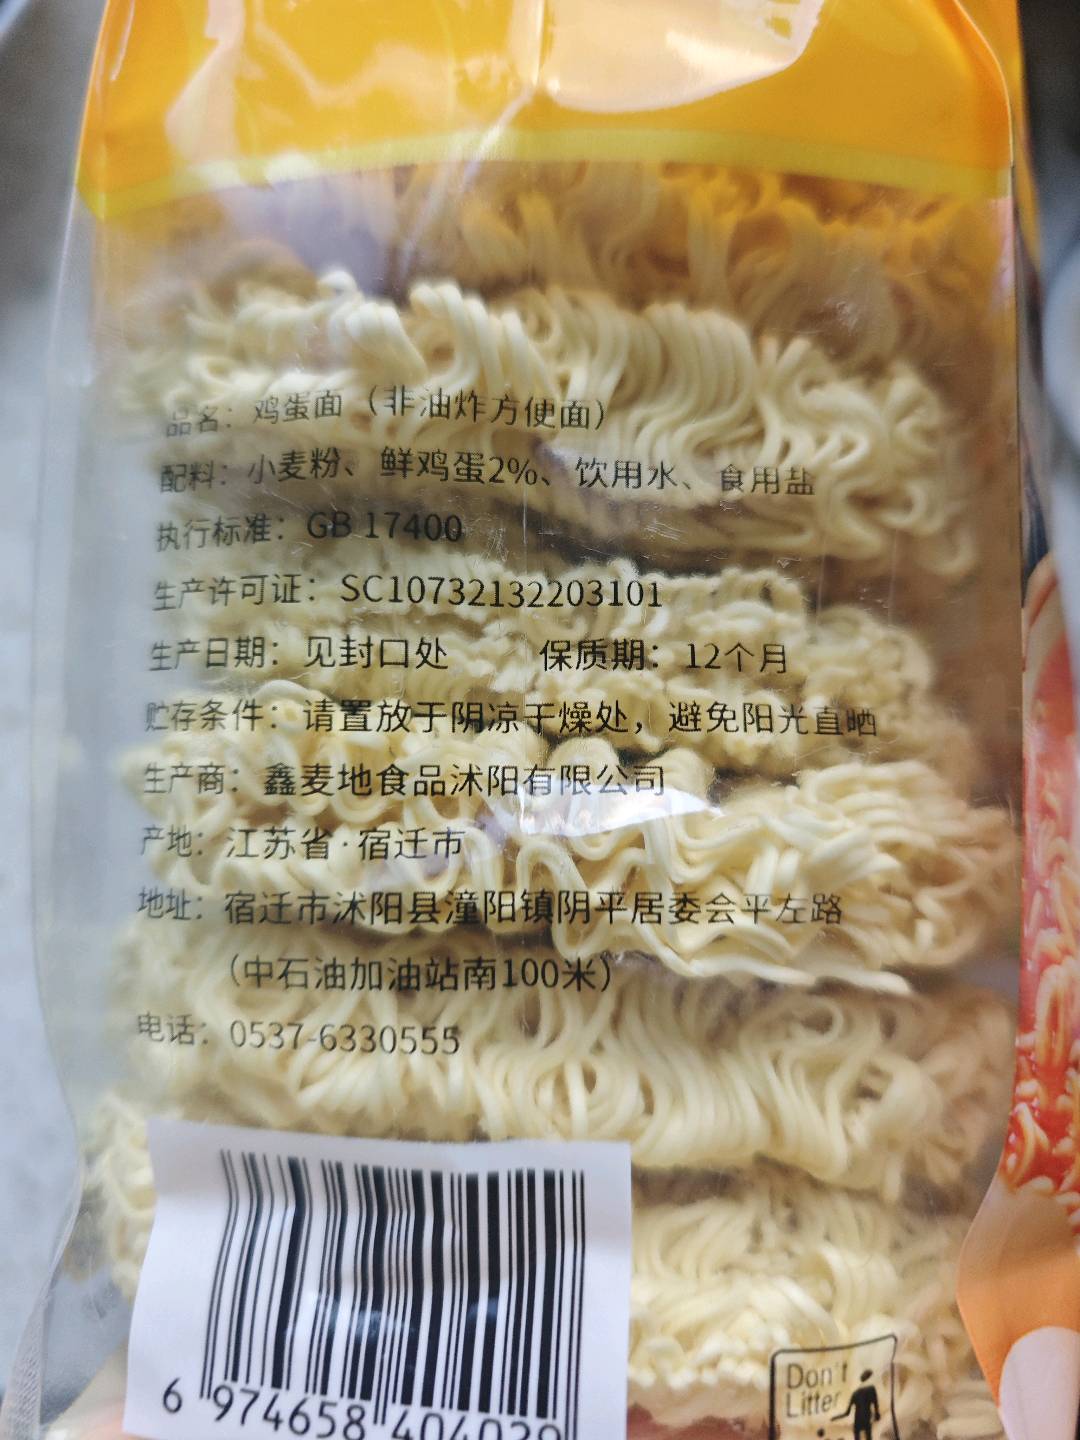 品名：鸡蛋面（非油炸方便面）
配料：小麦粉、鲜鸡蛋2%、饮用水、食用盐
执行标准：GB 17400
生产许可证：SC10732132203101
生产日期：见封口处 保质期：12个月
贮存条件：请置放于阴凉干燥处，避免阳光直晒
生产商：鑫麦地食品沭阳有限公司
产地：江苏省·宿迁市
地址：宿迁市沭阳县潼阳镇阴平居委会平左路
（中石油加油站南100米）
电话：0537-6330555
6 974658 404029
Don't
Litter